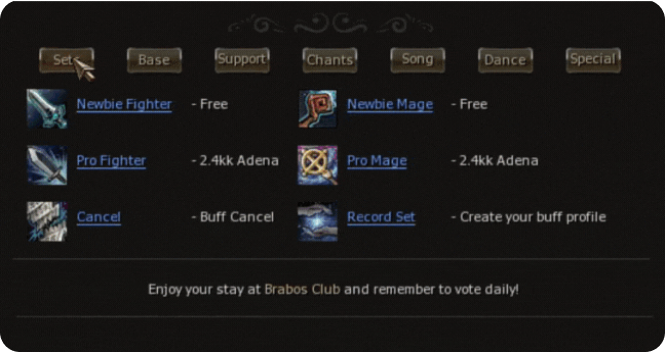 Set Base Support Chants Song Dance Special
Newbie Fighter - Free Newbie Mage - Free
Pro Fighter - 2.4kk Adena Pro Mage - 2.4kk Adena
Cancel - Buff Cancel Record Set - Create your buff profile
Enjoy your stay at Brabos Club and remember to vote daily!